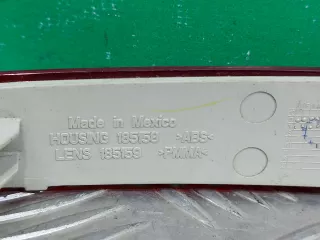 Made in Mexico
HOUSING 185158 >ABS<
LENS 185159 >PMMA<